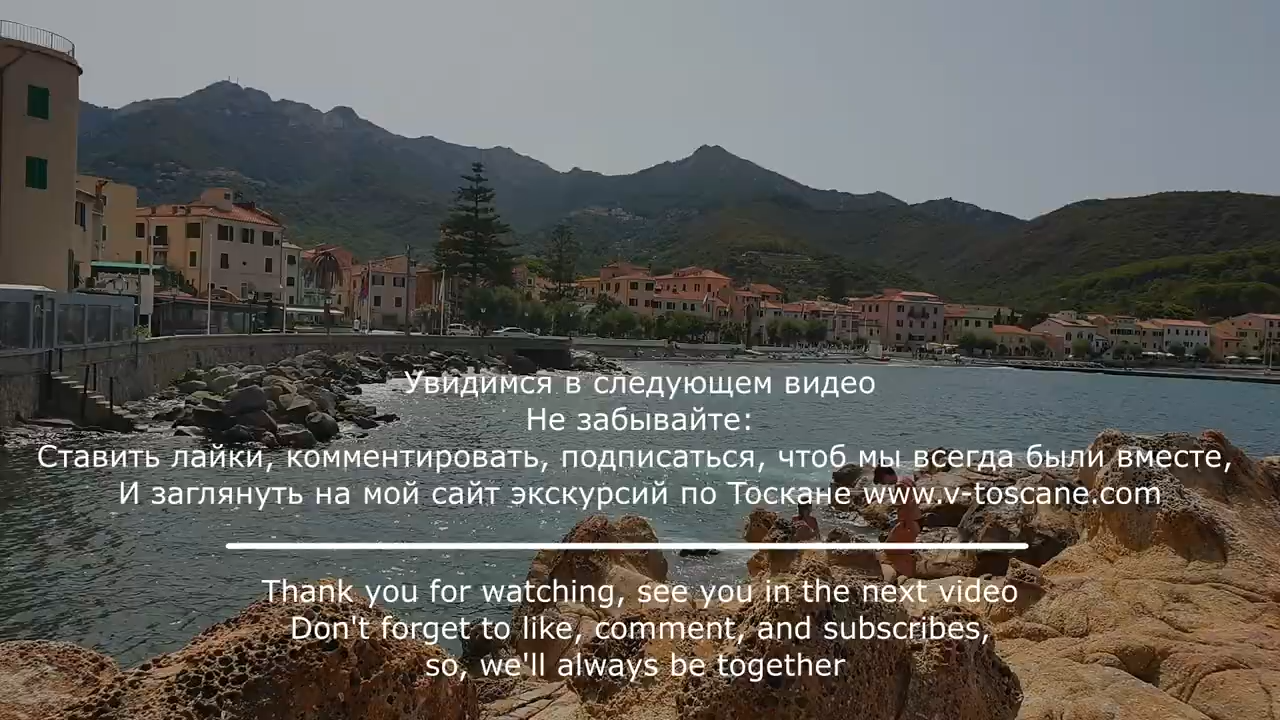 Увидимся в следующем видео
Не забывайте:
Ставить лайки, комментировать, подписаться, чтоб мы всегда были вместе,
И заглянуть на мой сайт экскурсий по Тоскане www.v-toscane.com
Thank you for watching, see you in the next video
Don't forget to like, comment, and subscribes,
so, we'll always be together